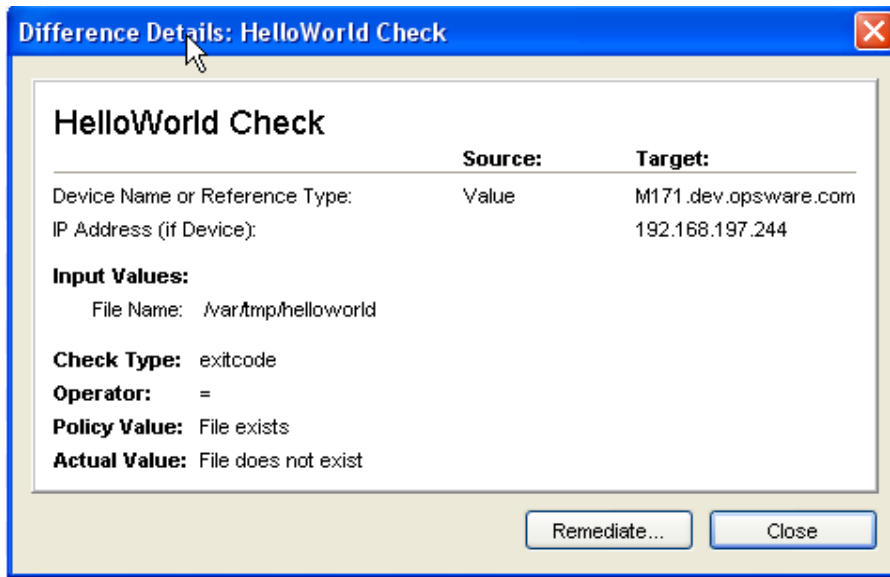 Difference Details: HelloWorld Check
HelloWorld Check
Source: Target:
Device Name or Reference Type: Value M171.dev.opsware.com
IP Address (if Device): 192.168.197.244
Input Values:
File Name: /var/tmp/helloworld
Check Type: exitcode
Operator: =
Policy Value: File exists
Actual Value: File does not exist
Remediate... Close